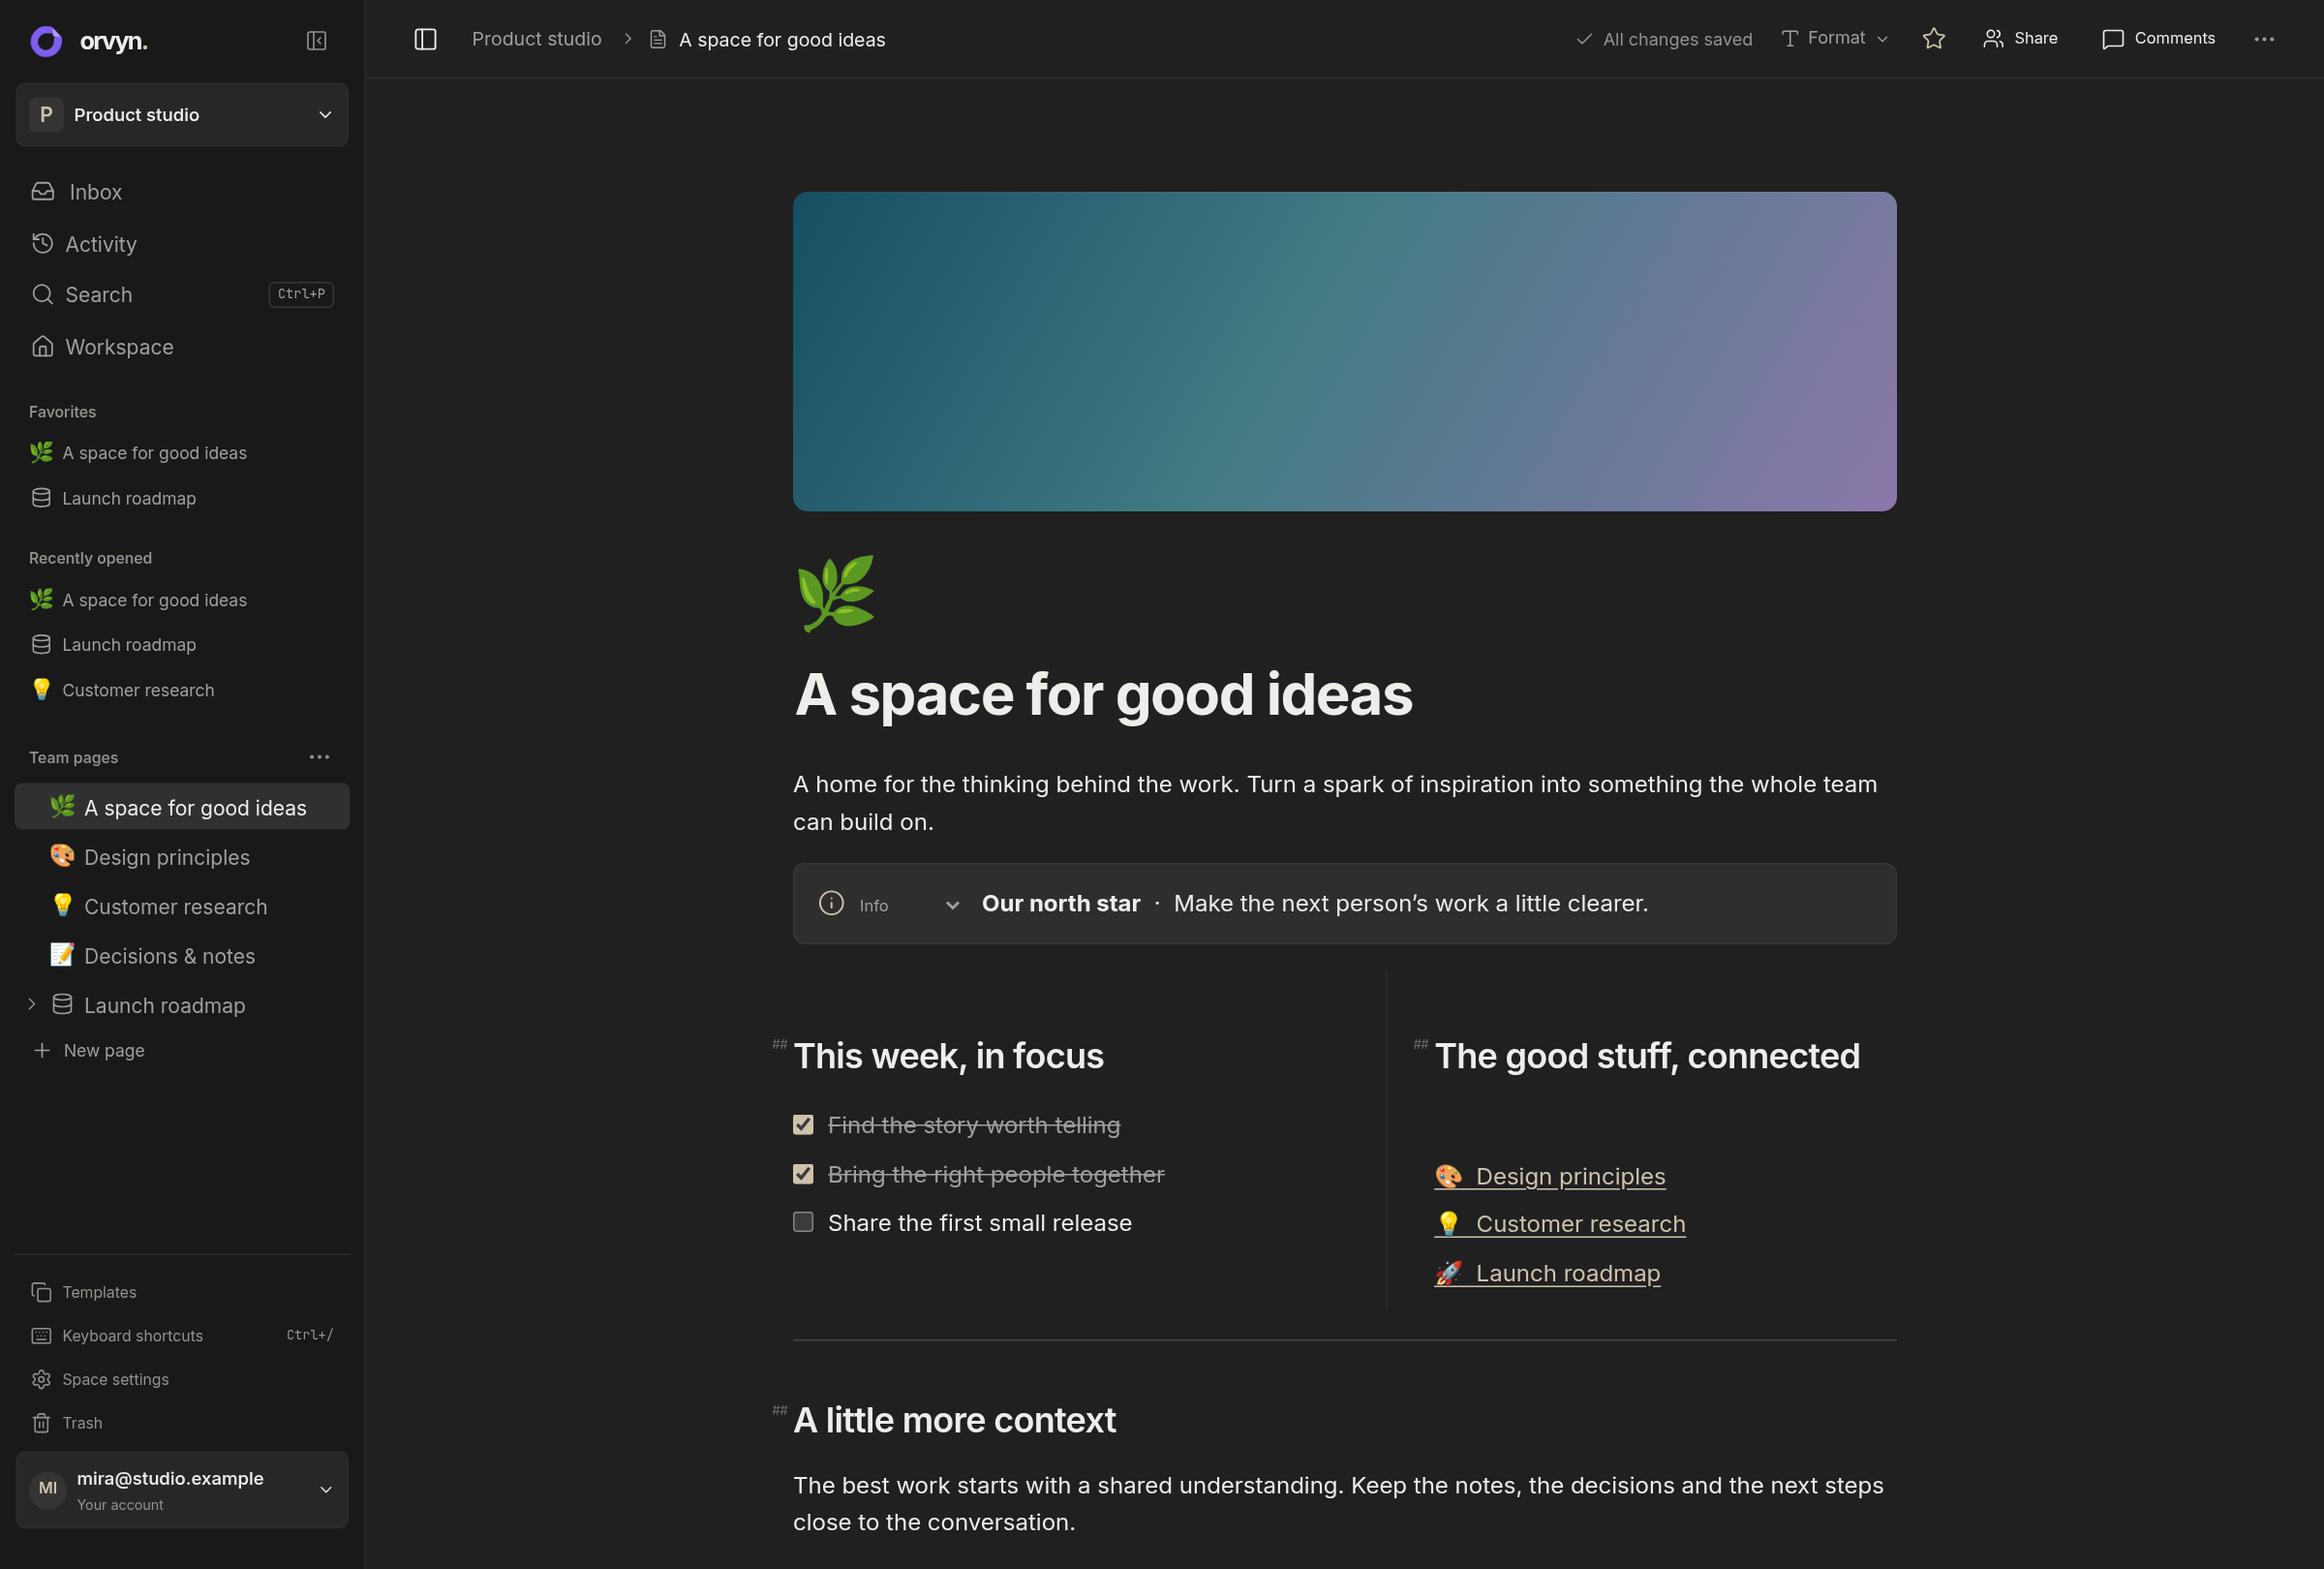 orvyn.
P Product studio
Inbox
Activity
Search Ctrl+P
Workspace
Favorites
A space for good ideas
Launch roadmap
Recently opened
A space for good ideas
Launch roadmap
Customer research
Team pages
A space for good ideas
Design principles
Customer research
Decisions & notes
Launch roadmap
New page
Templates
Keyboard shortcuts Ctrl+/
Space settings
Trash
MI mira@studio.example
Your account
Product studio A space for good ideas
All changes saved Format Share Comments
A space for good ideas
A home for the thinking behind the work. Turn a spark of inspiration into something the whole team
can build on.
Info Our north star · Make the next person’s work a little clearer.
## This week, in focus
Find the story worth telling
Bring the right people together
Share the first small release
## The good stuff, connected
Design principles
Customer research
Launch roadmap
## A little more context
The best work starts with a shared understanding. Keep the notes, the decisions and the next steps
close to the conversation.